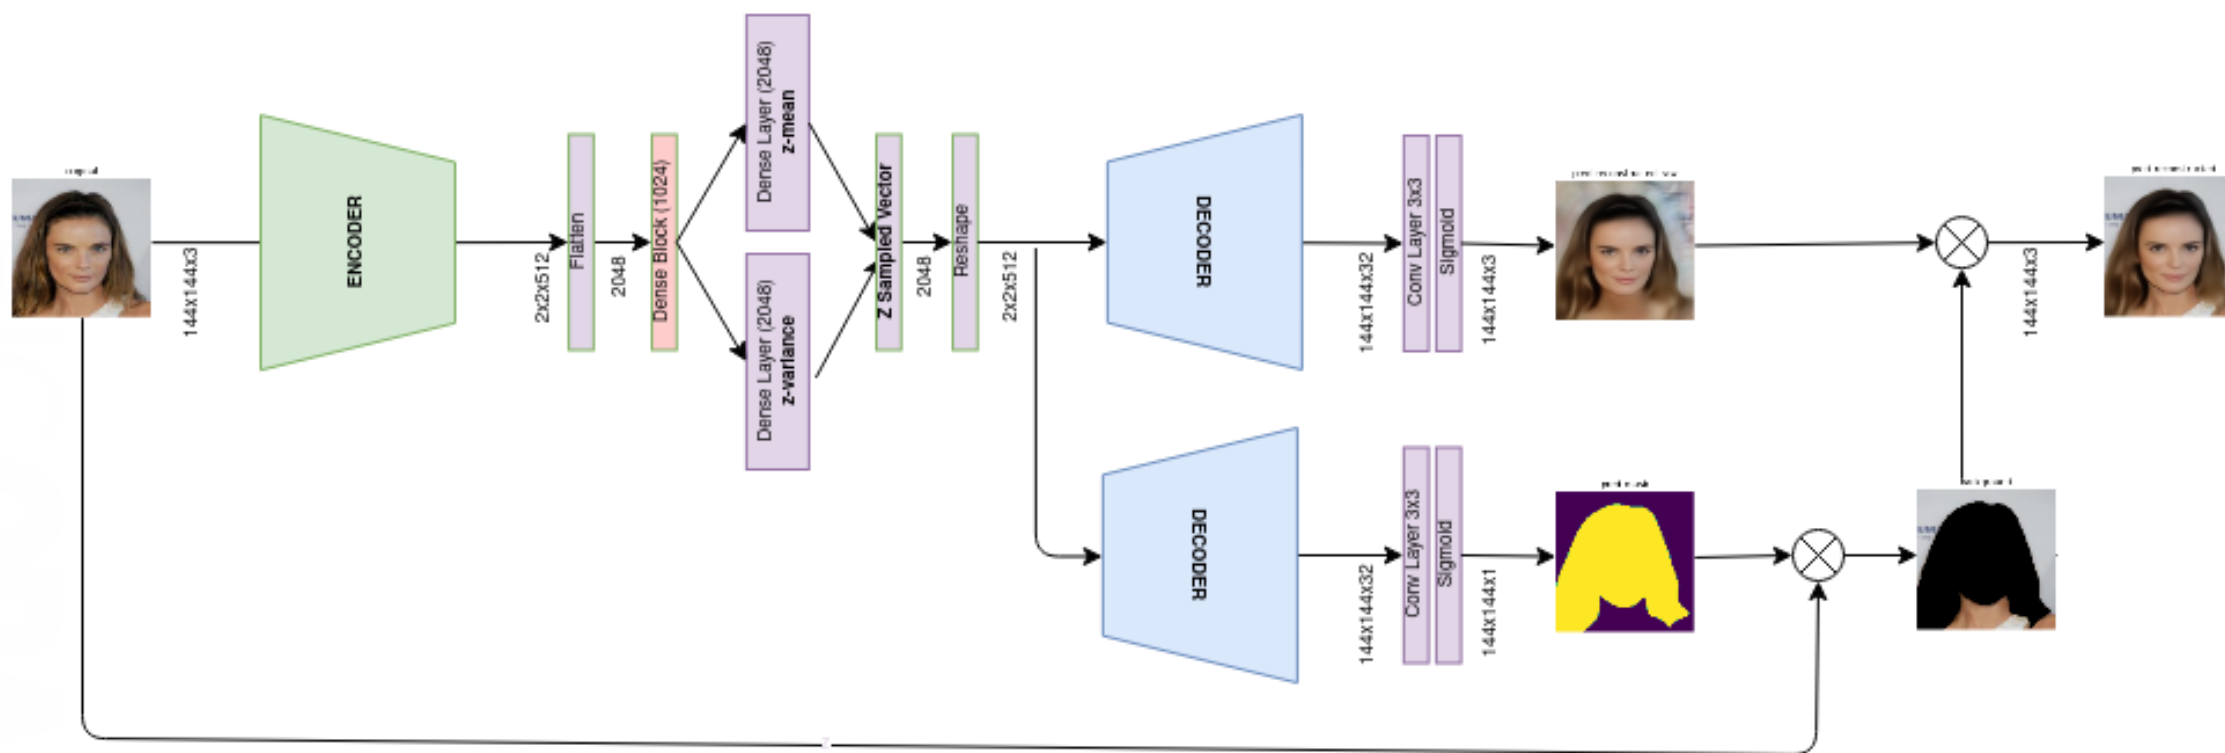 original
144x144x3
ENCODER
2x2x512
Flatten
2048
Dense Block (1024)
Dense Layer (2048)
z-mean
Dense Layer (2048)
z-variance
Z Sampled Vector
2048
Reshape
2x2x512
DECODER
144x144x32
Conv Layer 3x3
Sigmoid
144x144x3
144x144x3
DECODER
144x144x32
Conv Layer 3x3
Sigmoid
144x144x1